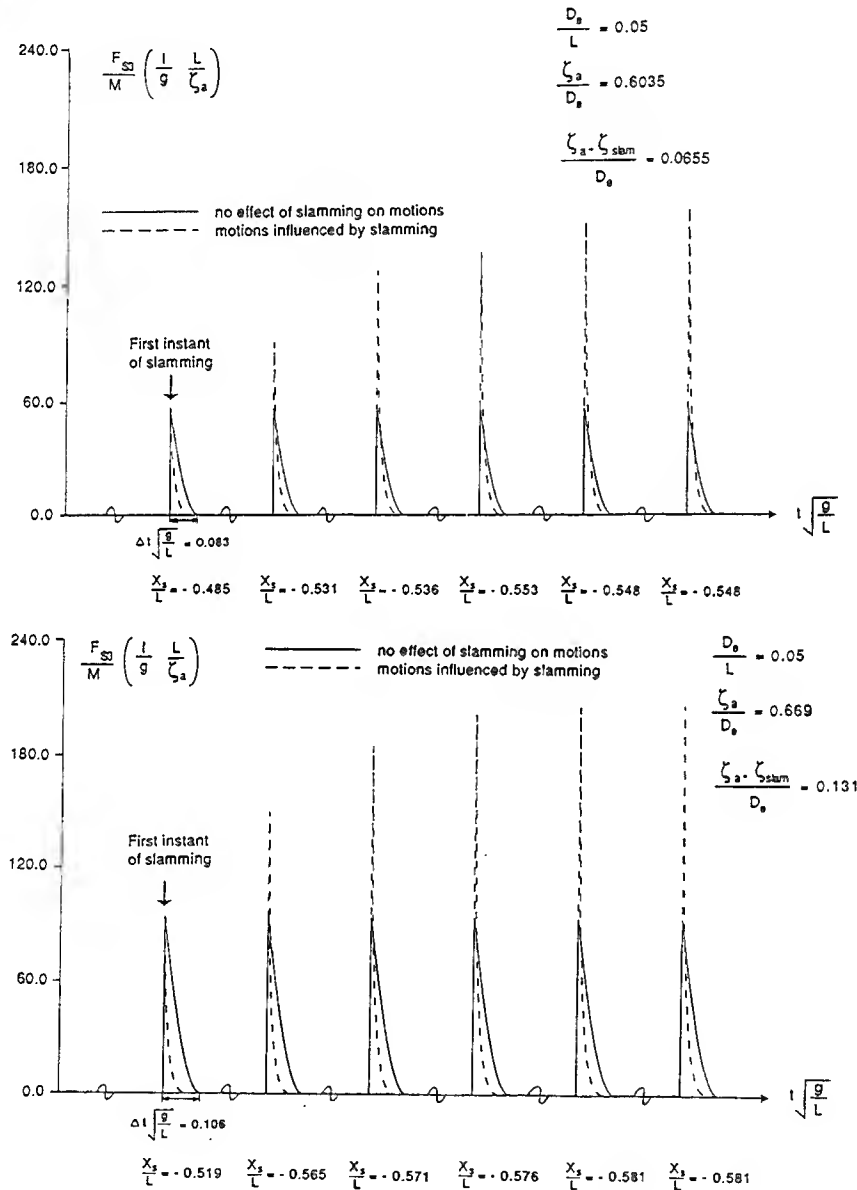 240.0
F_S3/M (1/g L/ζ_a)
D_e/L = 0.05
ζ_a/D_e = 0.6035
ζ_a - ζ_slam/D_e = 0.0655
180.0
no effect of slamming on motions
motions influenced by slamming
120.0
First instant
of slamming
60.0
0.0
t √g/L
Δt √g/L = 0.083
X_s/L = - 0.485 X_s/L = - 0.531 X_s/L = - 0.536 X_s/L = - 0.553 X_s/L = - 0.548 X_s/L = - 0.548
240.0
F_S3/M (1/g L/ζ_a)
no effect of slamming on motions
motions influenced by slamming
D_e/L = 0.05
ζ_a/D_e = 0.669
ζ_a - ζ_slam/D_e = 0.131
180.0
120.0
First instant
of slamming
60.0
0.0
t √g/L
Δt √g/L = 0.106
X_s/L = - 0.519 X_s/L = - 0.565 X_s/L = - 0.571 X_s/L = - 0.576 X_s/L = - 0.581 X_s/L = - 0.581